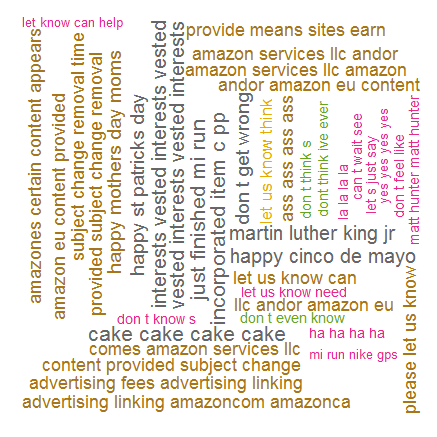 let know can help
provide means sites earn
amazon services llc andor
amazon services llc amazon
andor amazon eu content
amazones certain content appears
amazon eu content provided
subject change removal time
provided subject change removal
happy mothers day moms
happy st patricks day
interests vested interests vested
vested interests vested interests
just finished mi run
incorporated item c pp
don t get wrong
let us know think
ass ass ass ass
don t think s
dont think ive ever
la la la la
can t wait see
let s just say
yes yes yes yes
don t feel like
matt hunter matt hunter
martin luther king jr
happy cinco de mayo
let us know can
let us know need
llc andor amazon eu
don t know s
don t even know
cake cake cake cake
ha ha ha ha
comes amazon services llc
mi run nike gps
content provided subject change
please let us know
advertising fees advertising linking
advertising linking amazoncom amazonca